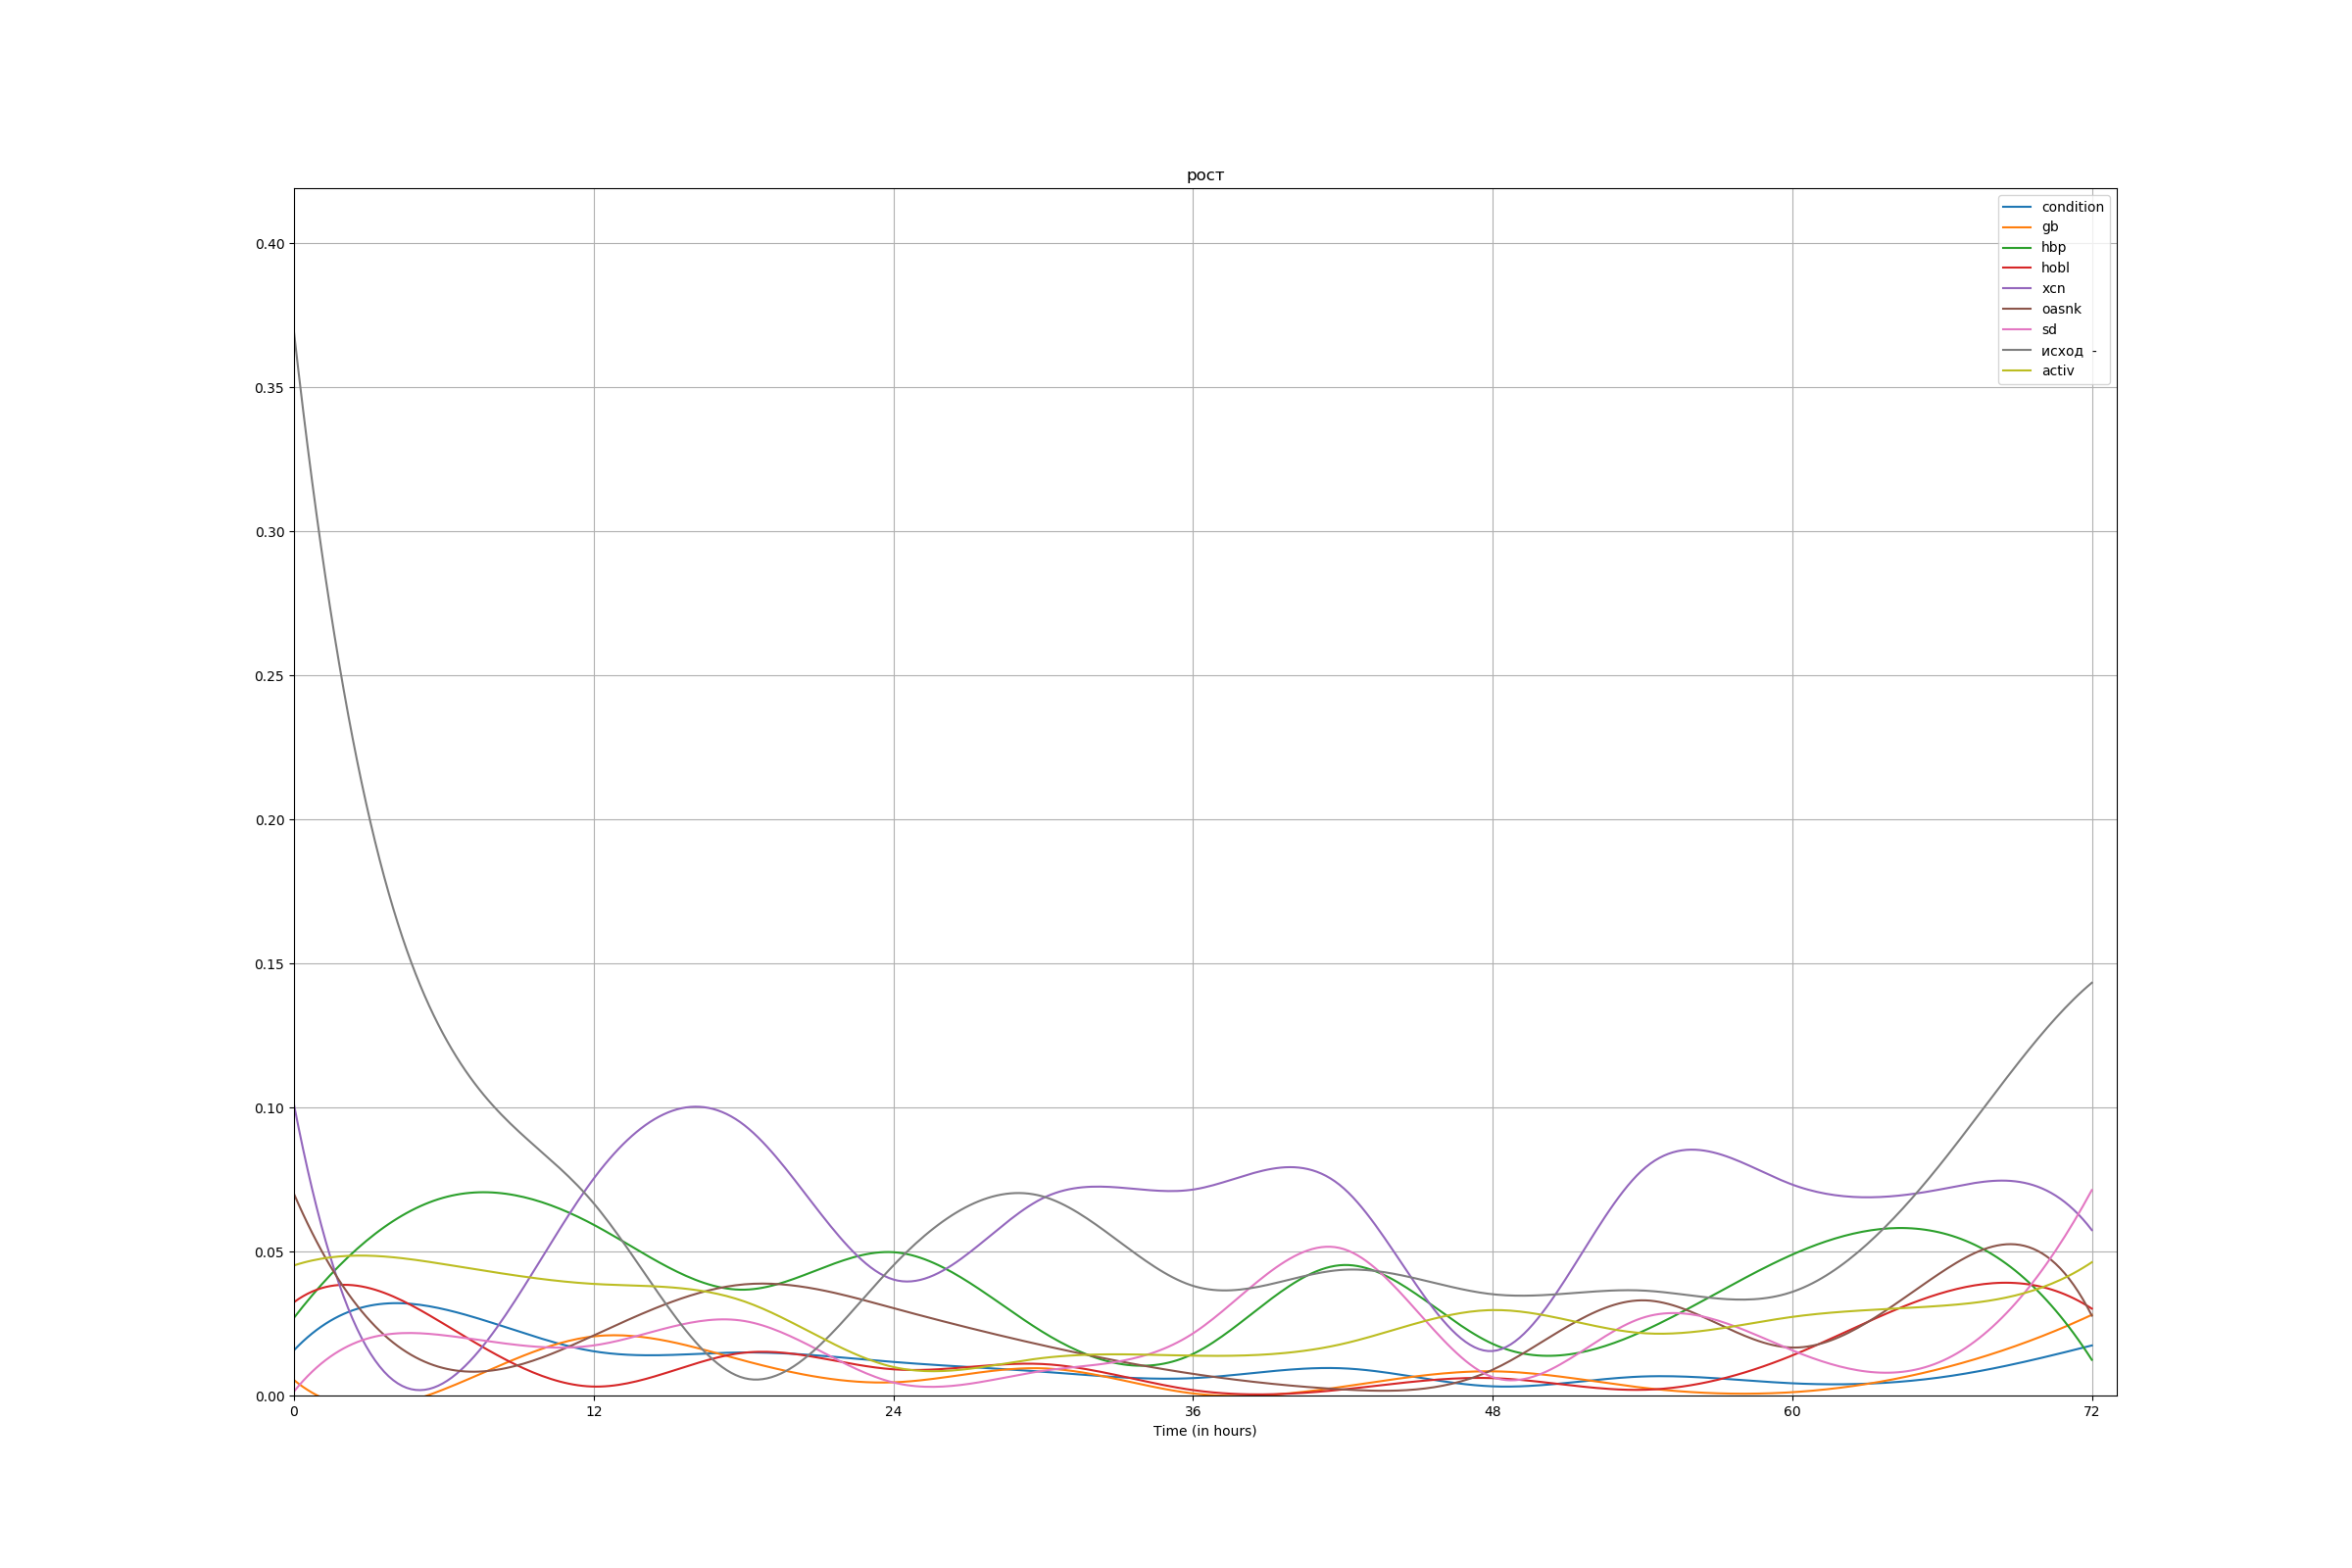 рост
condition
gb
hbp
hobl
xcn
oasnk
sd
исход -
activ
0.40
0.35
0.30
0.25
0.20
0.15
0.10
0.05
0.00
0 12 24 36 48 60 72
Time (in hours)